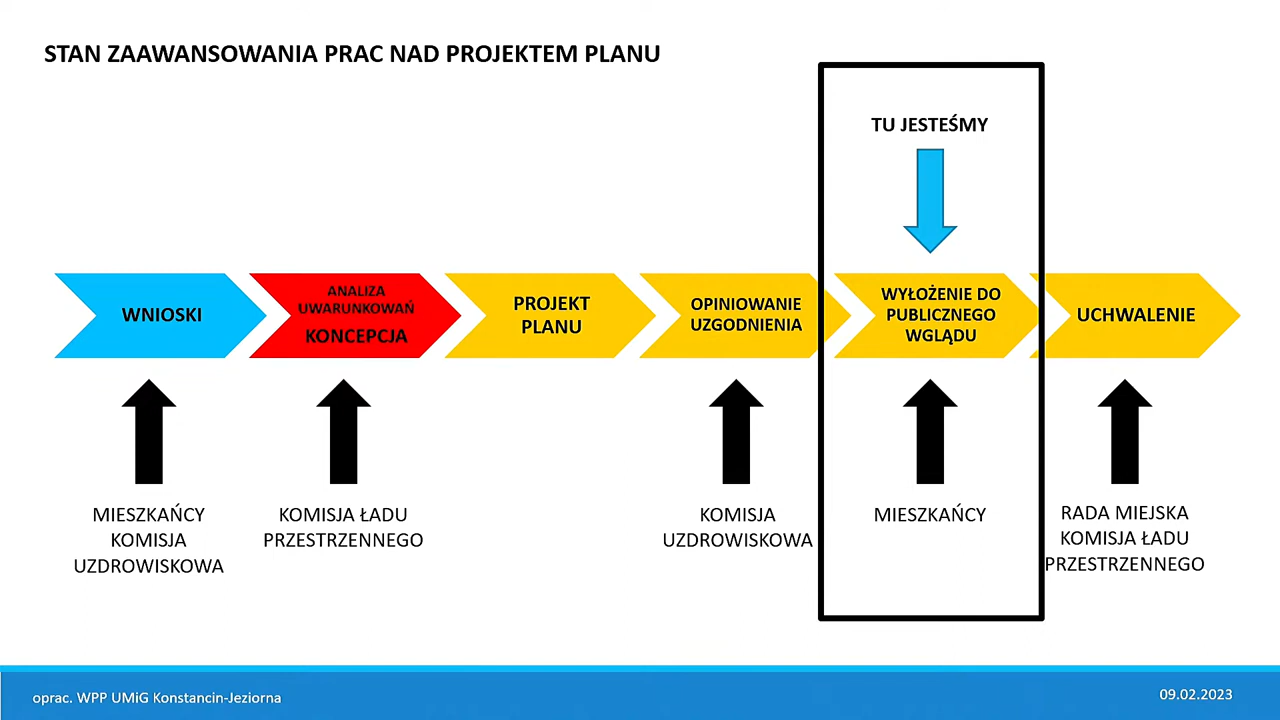 STAN ZAAWANSOWANIA PRAC NAD PROJEKTEM PLANU
TU JESTEŚMY
WNIOSKI
ANALIZA
UWARUNKOWAŃ
KONCEPCJA
PROJEKT
PLANU
OPINIOWANIE
UZGODNIENIA
WYŁOŻENIE DO
PUBLICZNEGO
WGLĄDU
UCHWALENIE
MIESZKAŃCY
KOMISJA
UZDROWISKOWA
KOMISJA ŁADU
PRZESTRZENNEGO
KOMISJA
UZDROWISKOWA
MIESZKAŃCY
RADA MIEJSKA
KOMISJA ŁADU
PRZESTRZENNEGO
oprac. WPP UMiG Konstancin-Jeziorna
09.02.2023